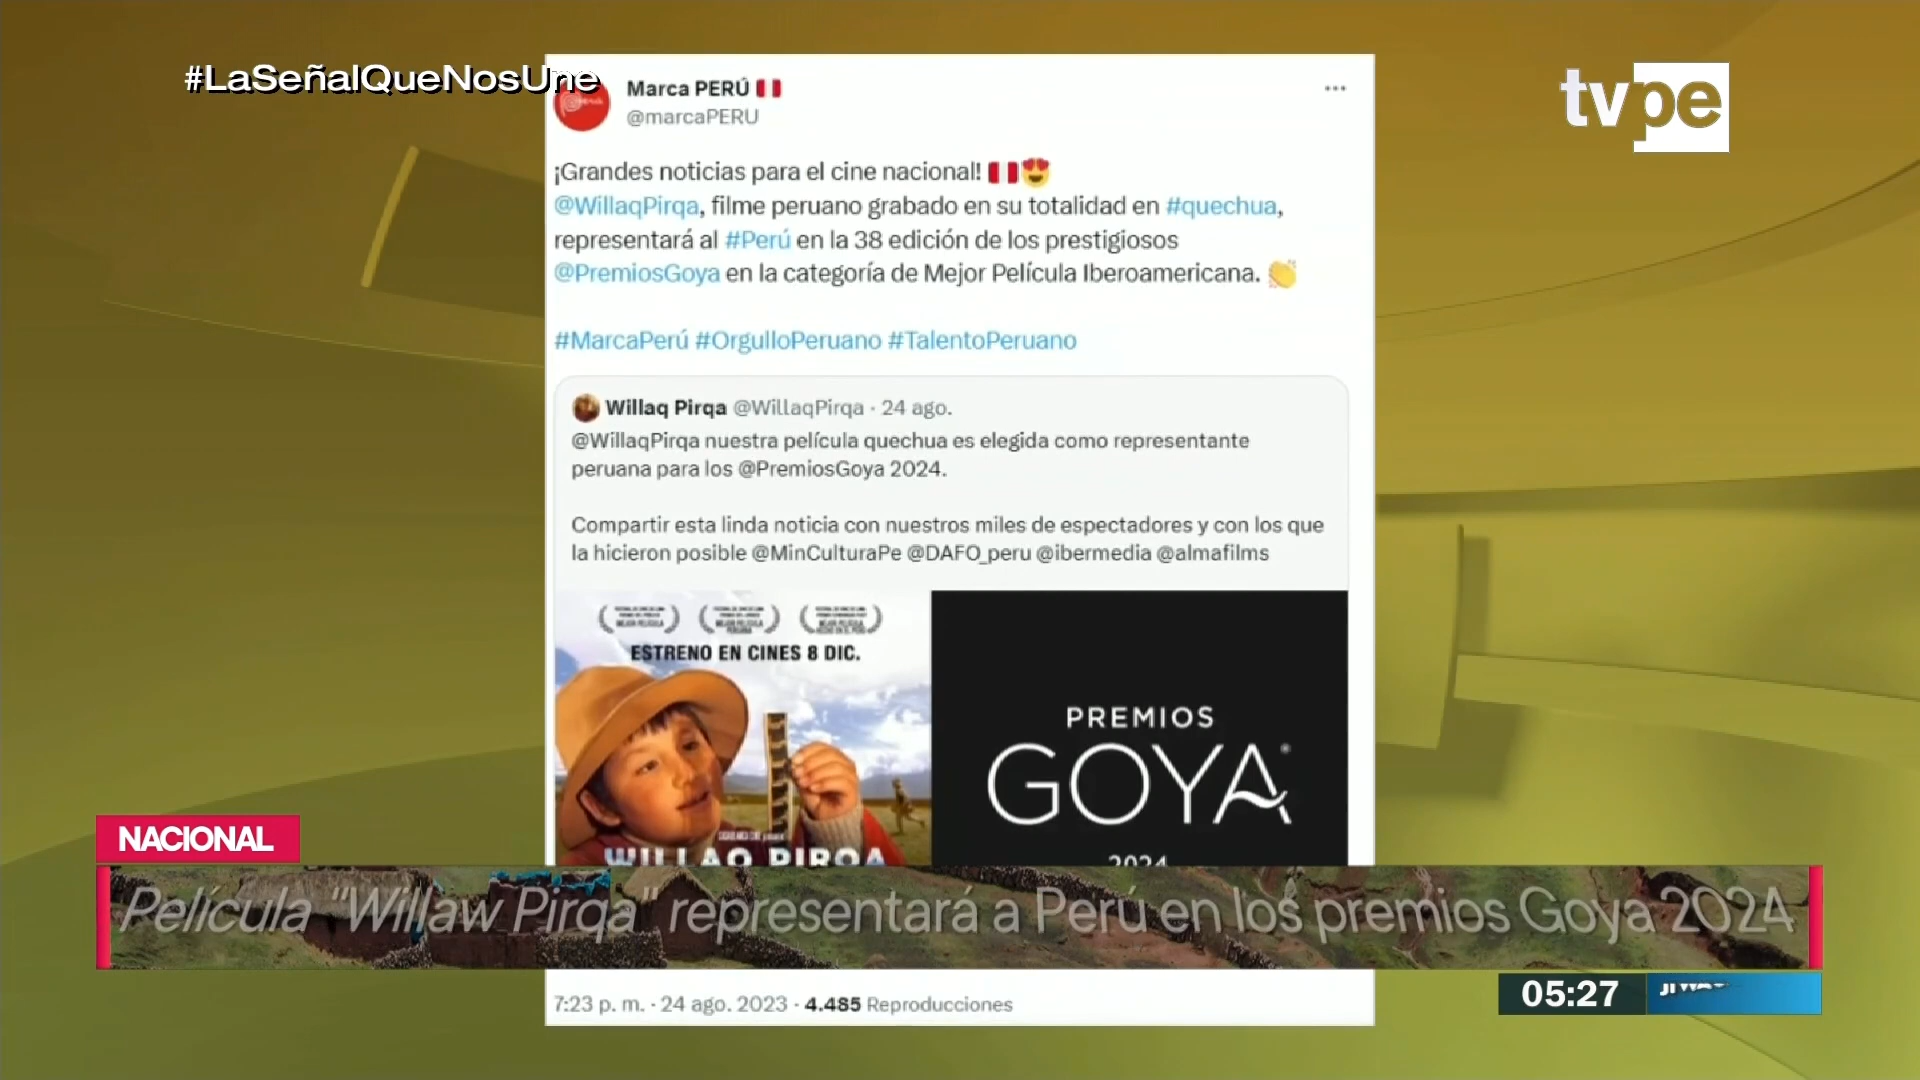 #LaSeñalQueNosUne
tvpe
Marca PERÚ
@marcaPERU
¡Grandes noticias para el cine nacional!
@WillaqPirqa, filme peruano grabado en su totalidad en #quechua,
representará al #Perú en la 38 edición de los prestigiosos
@PremiosGoya en la categoría de Mejor Película Iberoamericana.
#MarcaPerú #OrgulloPeruano #TalentoPeruano
Willaq Pirqa @WillaqPirqa · 24 ago.
@WillaqPirqa nuestra película quechua es elegida como representante
peruana para los @PremiosGoya 2024.
Compartir esta linda noticia con nuestros miles de espectadores y con los que
la hicieron posible @MinCulturaPe @DAFO_peru @ibermedia @almafilms
ESTRENO EN CINES 8 DIC.
WILLAQ PIRQA
PREMIOS
GOYA
2024
NACIONAL
Película "Willaw Pirqa" representará a Perú en los premios Goya 2024
7:23 p. m. · 24 ago. 2023 · 4.485 Reproducciones
05:27